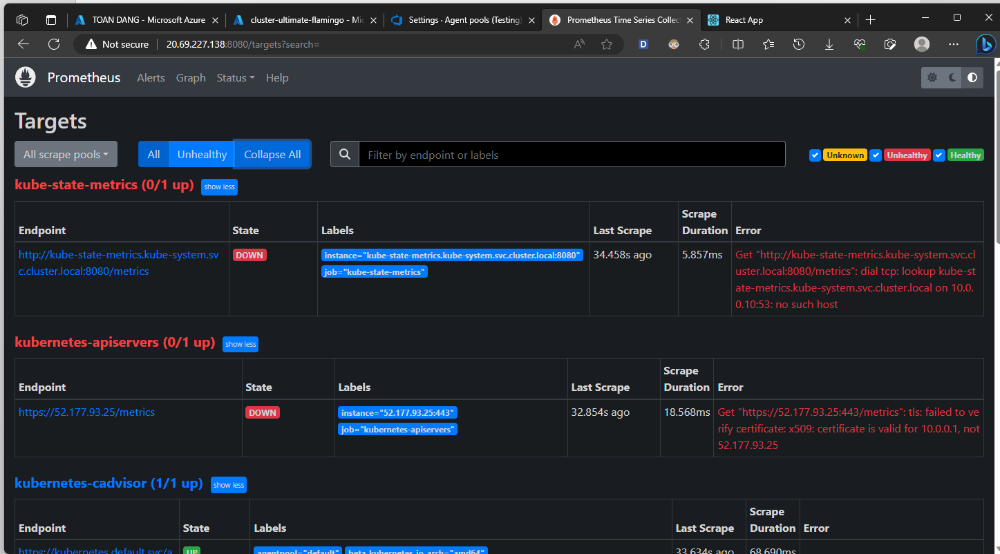 TOAN DANG - Microsoft Azure
cluster-ultimate-flamingo - Mic
Settings · Agent pools (Testing)
Prometheus Time Series Collec
React App
Not secure
20.69.227.138:8080/targets?search=
Prometheus
Alerts
Graph
Status
Help
Targets
All scrape pools
All
Unhealthy
Collapse All
Filter by endpoint or labels
Unknown
Unhealthy
Healthy
kube-state-metrics (0/1 up)
show less
Endpoint
State
Labels
Last Scrape
Scrape
Duration
Error
http://kube-state-metrics.kube-system.sv
c.cluster.local:8080/metrics
DOWN
instance="kube-state-metrics.kube-system.svc.cluster.local:8080"
job="kube-state-metrics"
34.458s ago
5.857ms
Get "http://kube-state-metrics.kube-system.svc.cl
uster.local:8080/metrics": dial tcp: lookup kube-st
ate-metrics.kube-system.svc.cluster.local on 10.0.
0.10:53: no such host
kubernetes-apiservers (0/1 up)
show less
Endpoint
State
Labels
Last Scrape
Scrape
Duration
Error
https://52.177.93.25/metrics
DOWN
instance="52.177.93.25:443"
job="kubernetes-apiservers"
32.854s ago
18.568ms
Get "https://52.177.93.25:443/metrics": tls: failed to ve
rify certificate: x509: certificate is valid for 10.0.0.1, not
52.177.93.25
kubernetes-cadvisor (1/1 up)
show less
Endpoint
State
Labels
Last Scrape
Scrape
Duration
Error
https://kubernetes.default.svc/a
UP
agentpool="default"
beta_kubernetes_io_arch="amd64"
33.634s ago
68.690ms